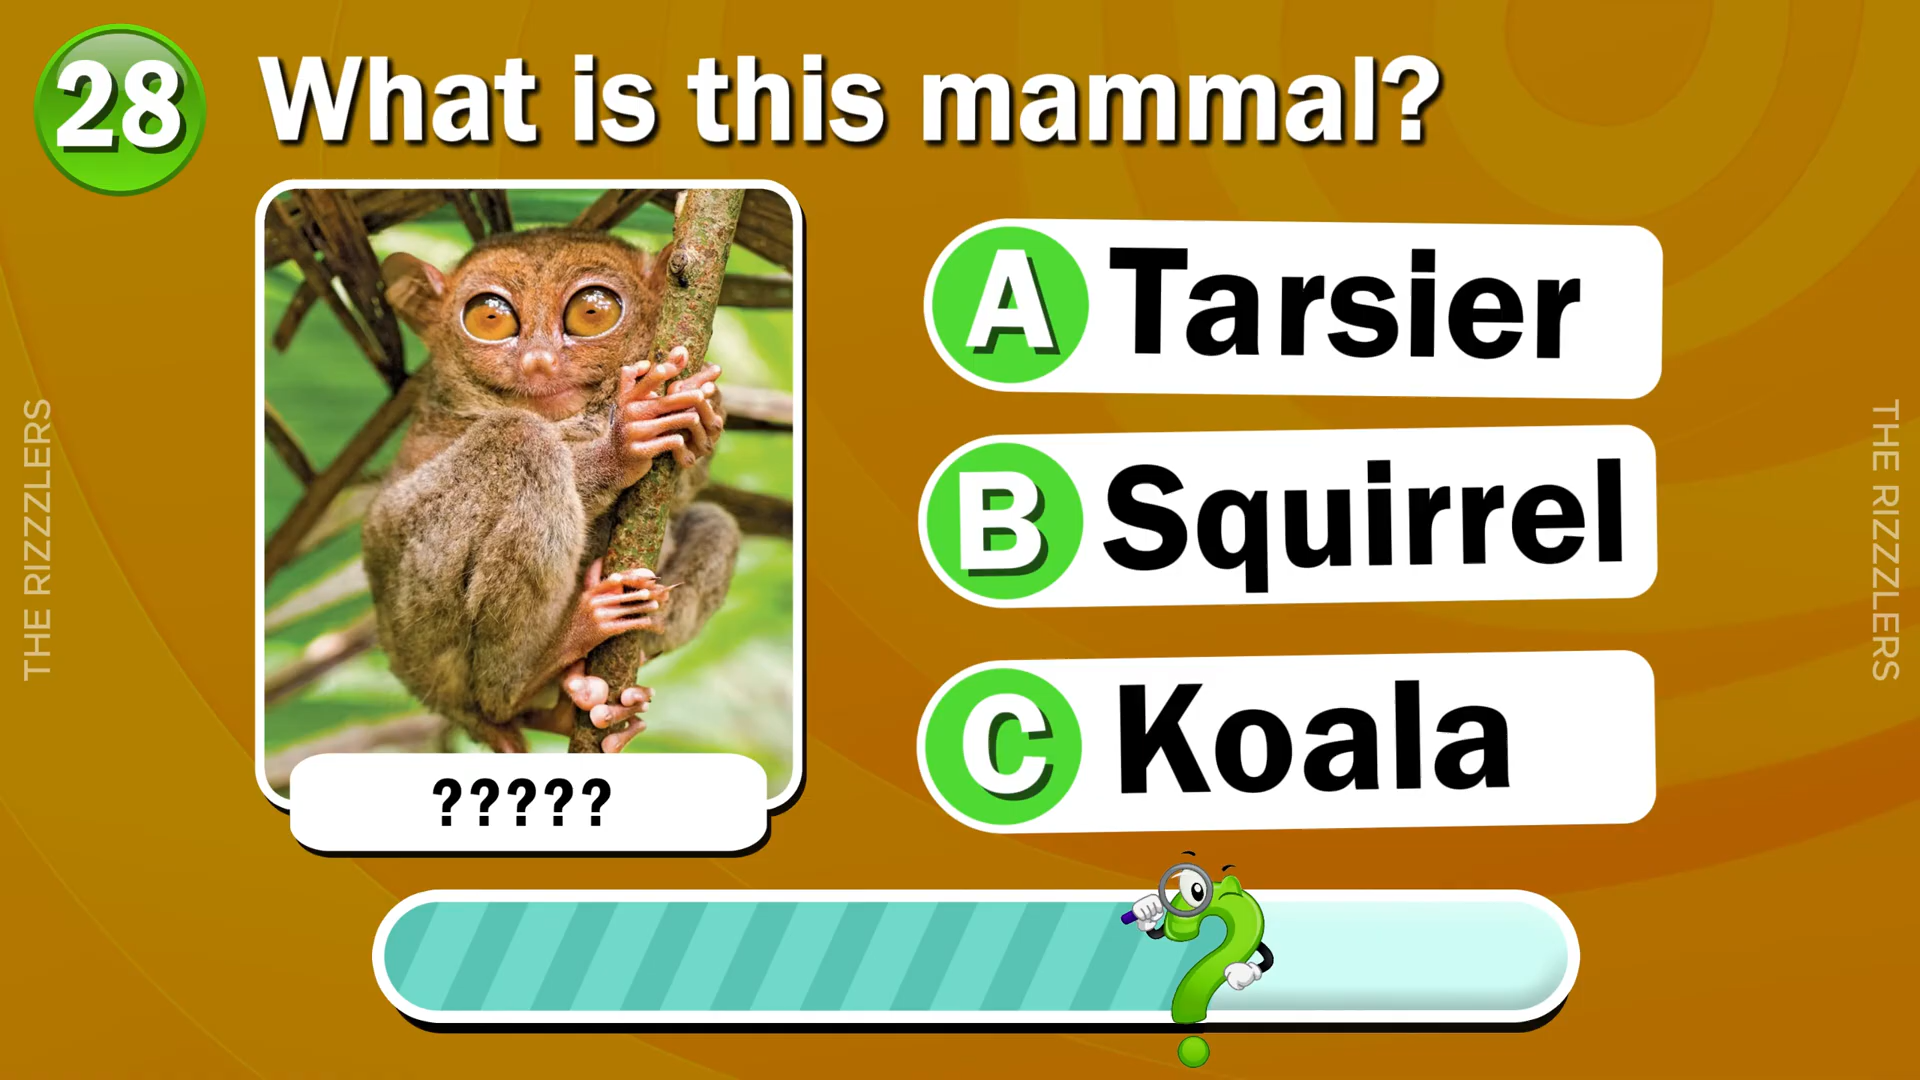 28
What is this mammal?
A Tarsier
B Squirrel
C Koala
?????
THE RIZZZLERS
THE RIZZZLERS